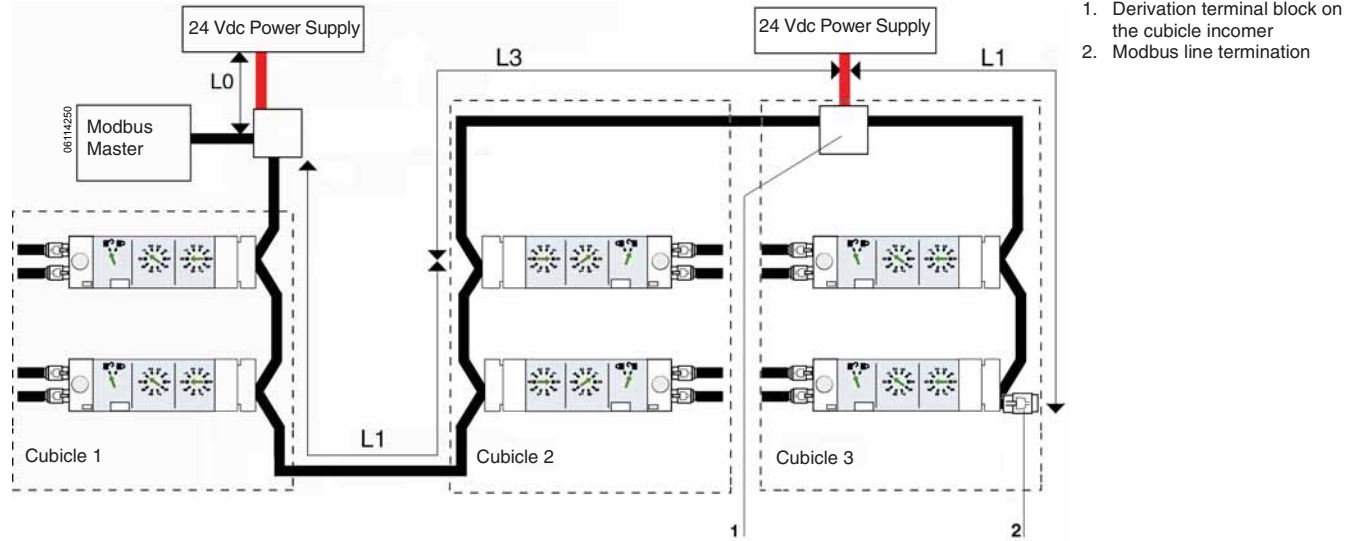 24 Vdc Power Supply
24 Vdc Power Supply
1. Derivation terminal block on
the cubicle incomer
2. Modbus line termination
L0
L3
L1
06114250
Modbus
Master
L1
Cubicle 1
Cubicle 2
Cubicle 3
1
2